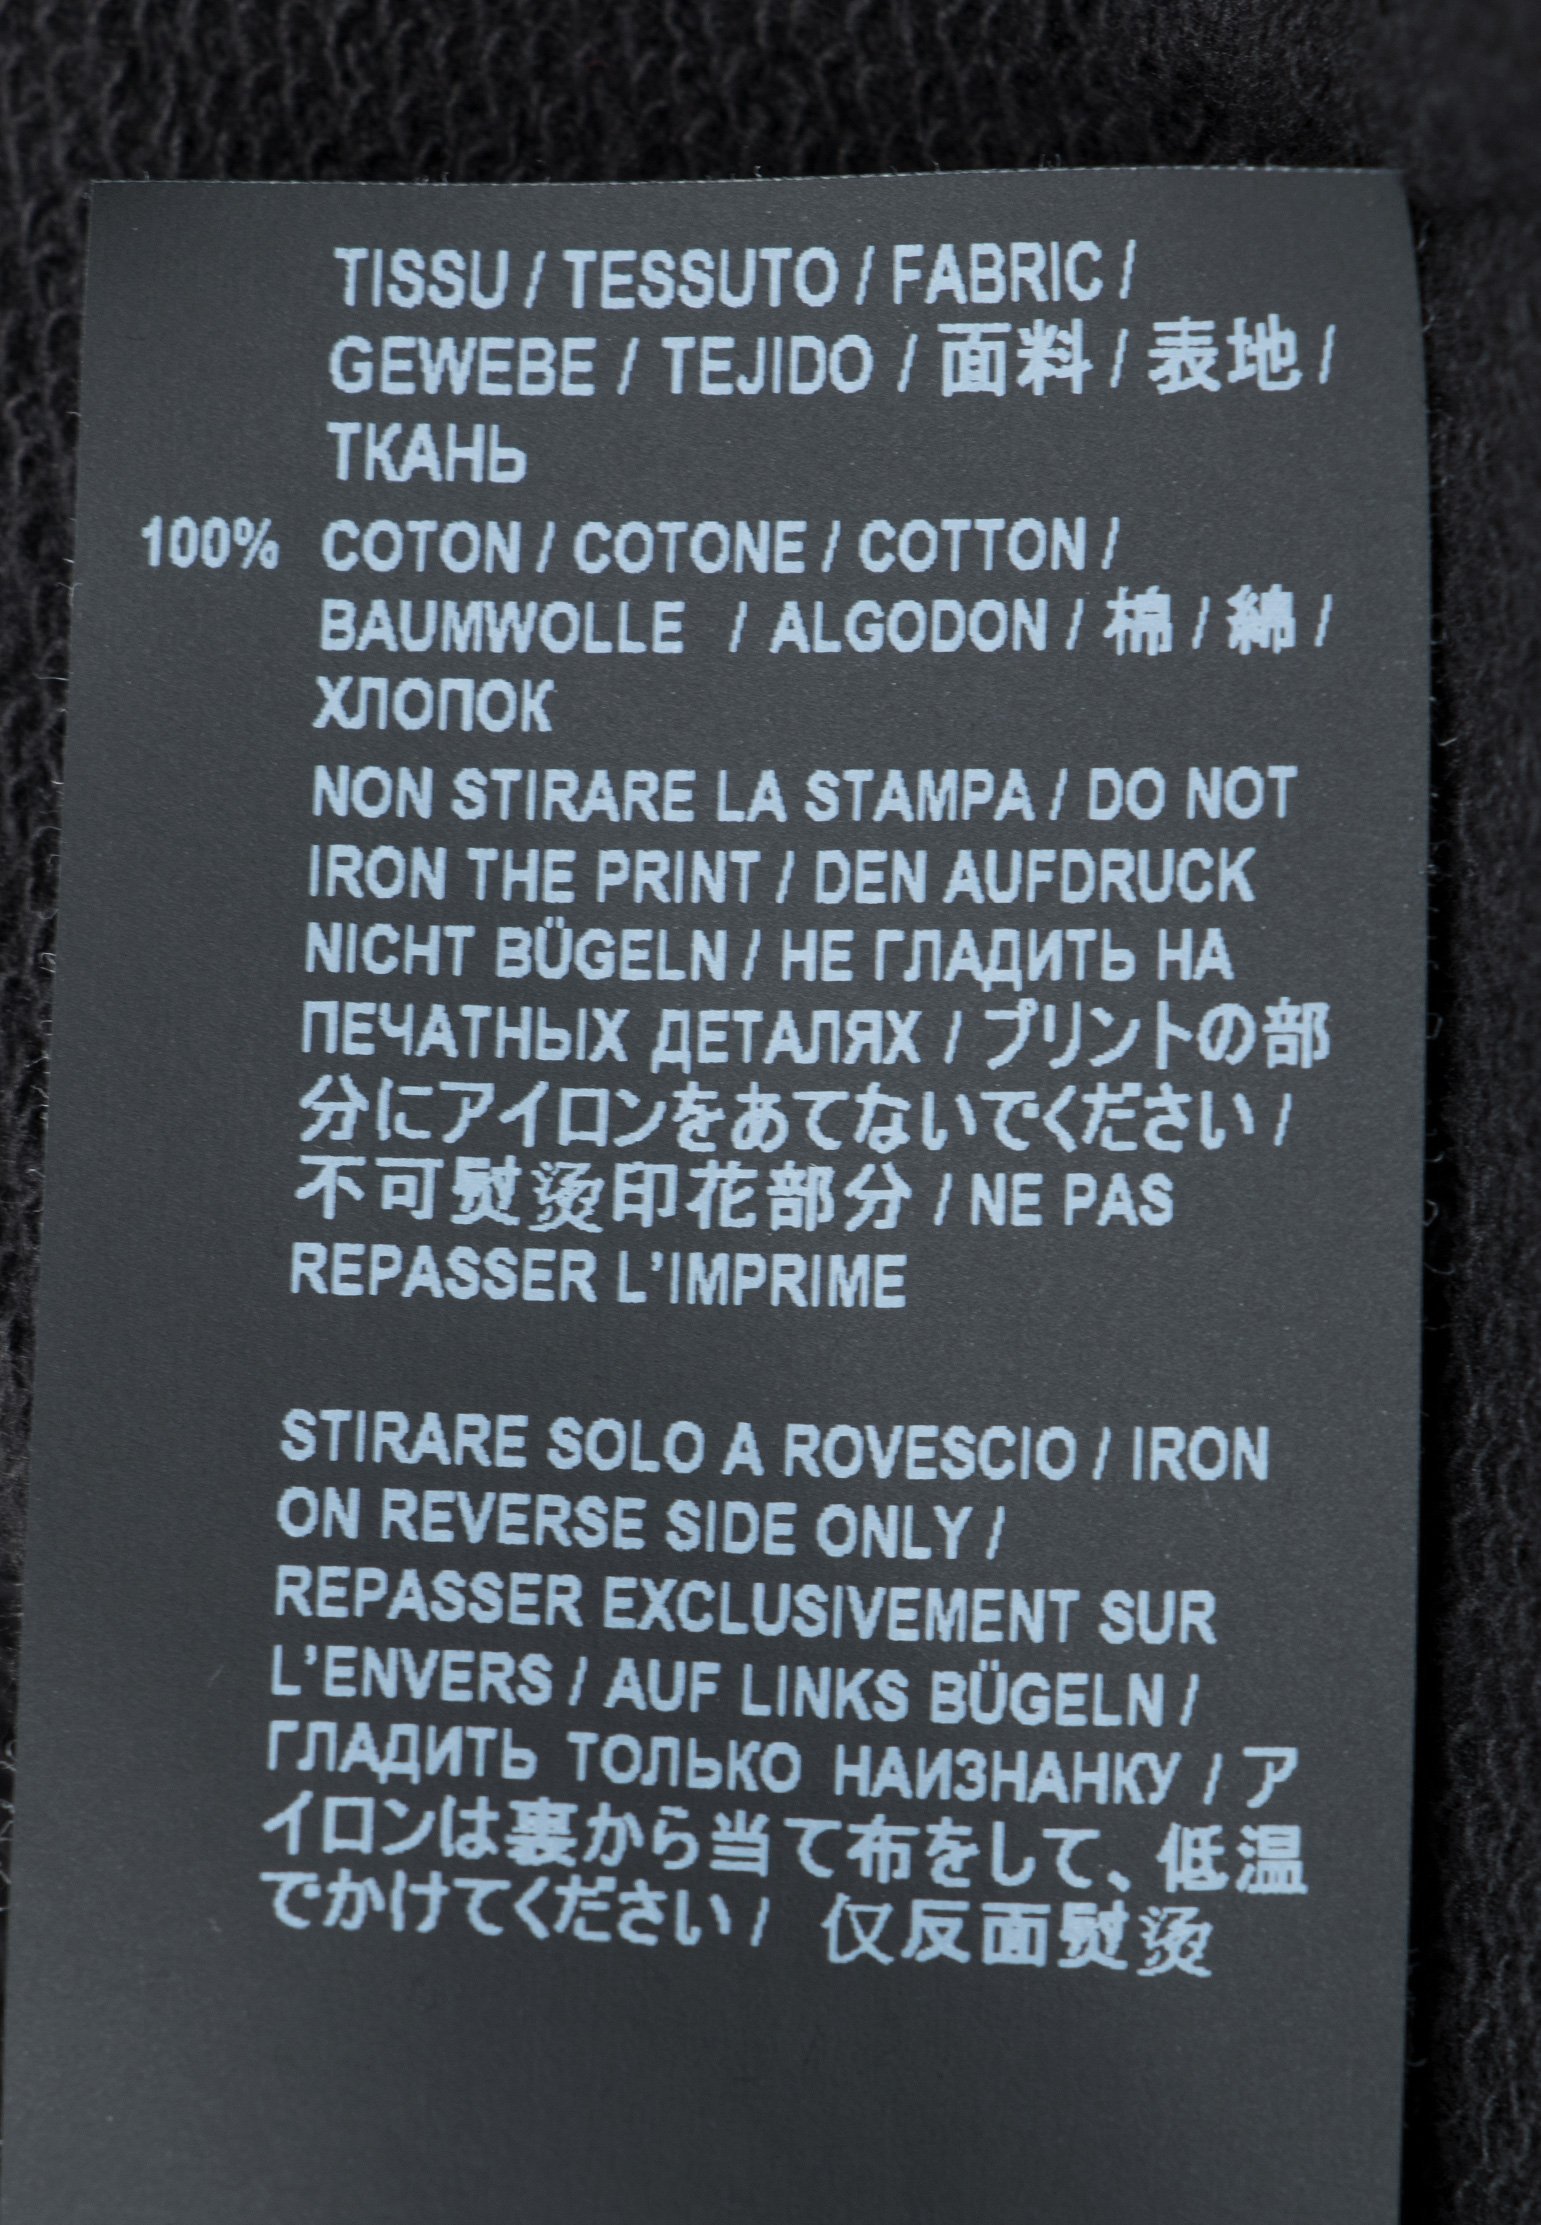 TISSU / TESSUTO / FABRIC /
GEWEBE / TEJIDO / 面料 / 表地 /
ТКАНЬ
100% COTON / COTONE / COTTON /
BAUMWOLLE / ALGODON / 棉 / 綿 /
ХЛОПОК
NON STIRARE LA STAMPA / DO NOT
IRON THE PRINT / DEN AUFDRUCK
NICHT BÜGELN / НЕ ГЛАДИТЬ НА
ПЕЧАТНЫХ ДЕТАЛЯХ / プリントの部
分にアイロンをあてないでください /
不可熨烫印花部分 / NE PAS
REPASSER L'IMPRIME
STIRARE SOLO A ROVESCIO / IRON
ON REVERSE SIDE ONLY /
REPASSER EXCLUSIVEMENT SUR
L'ENVERS / AUF LINKS BÜGELN /
ГЛАДИТЬ ТОЛЬКО НАИЗНАНКУ / ア
イロンは裏から当て布をして、低温
でかけてください / 仅反面熨烫